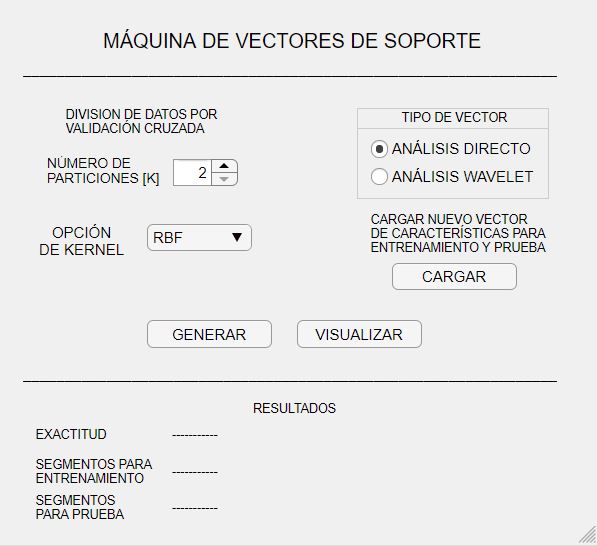 MÁQUINA DE VECTORES DE SOPORTE
DIVISION DE DATOS POR
VALIDACIÓN CRUZADA
NÚMERO DE
PARTICIONES [K]
2
OPCIÓN
DE KERNEL
RBF
TIPO DE VECTOR
ANÁLISIS DIRECTO
ANÁLISIS WAVELET
CARGAR NUEVO VECTOR
DE CARACTERÍSTICAS PARA
ENTRENAMIENTO Y PRUEBA
CARGAR
GENERAR
VISUALIZAR
RESULTADOS
EXACTITUD
-----------
SEGMENTOS PARA
ENTRENAMIENTO
-----------
SEGMENTOS
PARA PRUEBA
-----------